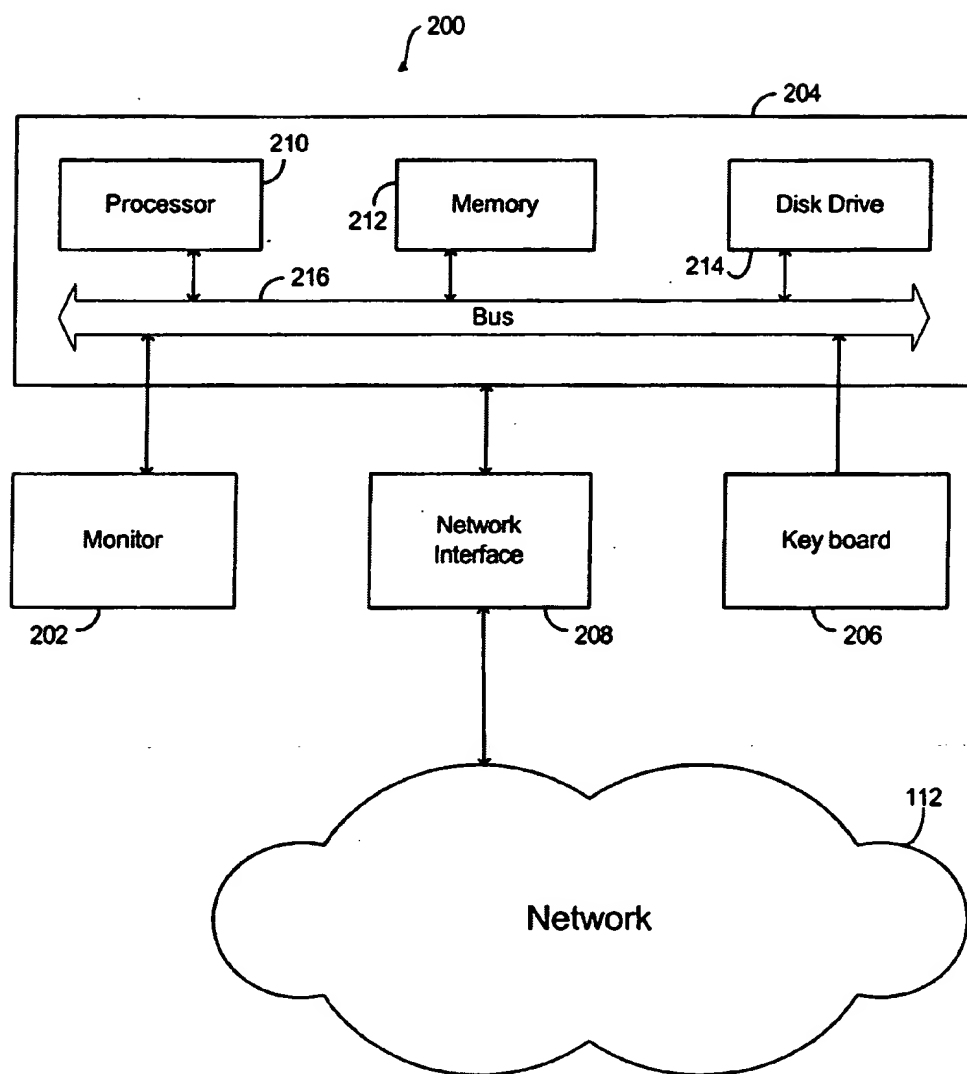 200
204
210
Processor
212
Memory
Disk Drive
214
216
Bus
Monitor
Network
Interface
Key board
202
208
206
112
Network